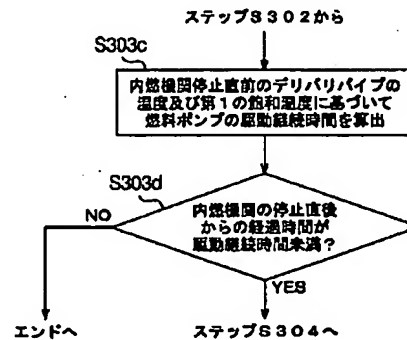 ステップS302から
S303c
内燃機関停止直前のデリバリパイプの
温度及び第1の飽和温度に基づいて
燃料ポンプの駆動継続時間を算出
S303d
NO
内燃機関の停止直後
からの経過時間が
駆動継続時間未満?
YES
エンドへ
ステップS304へ